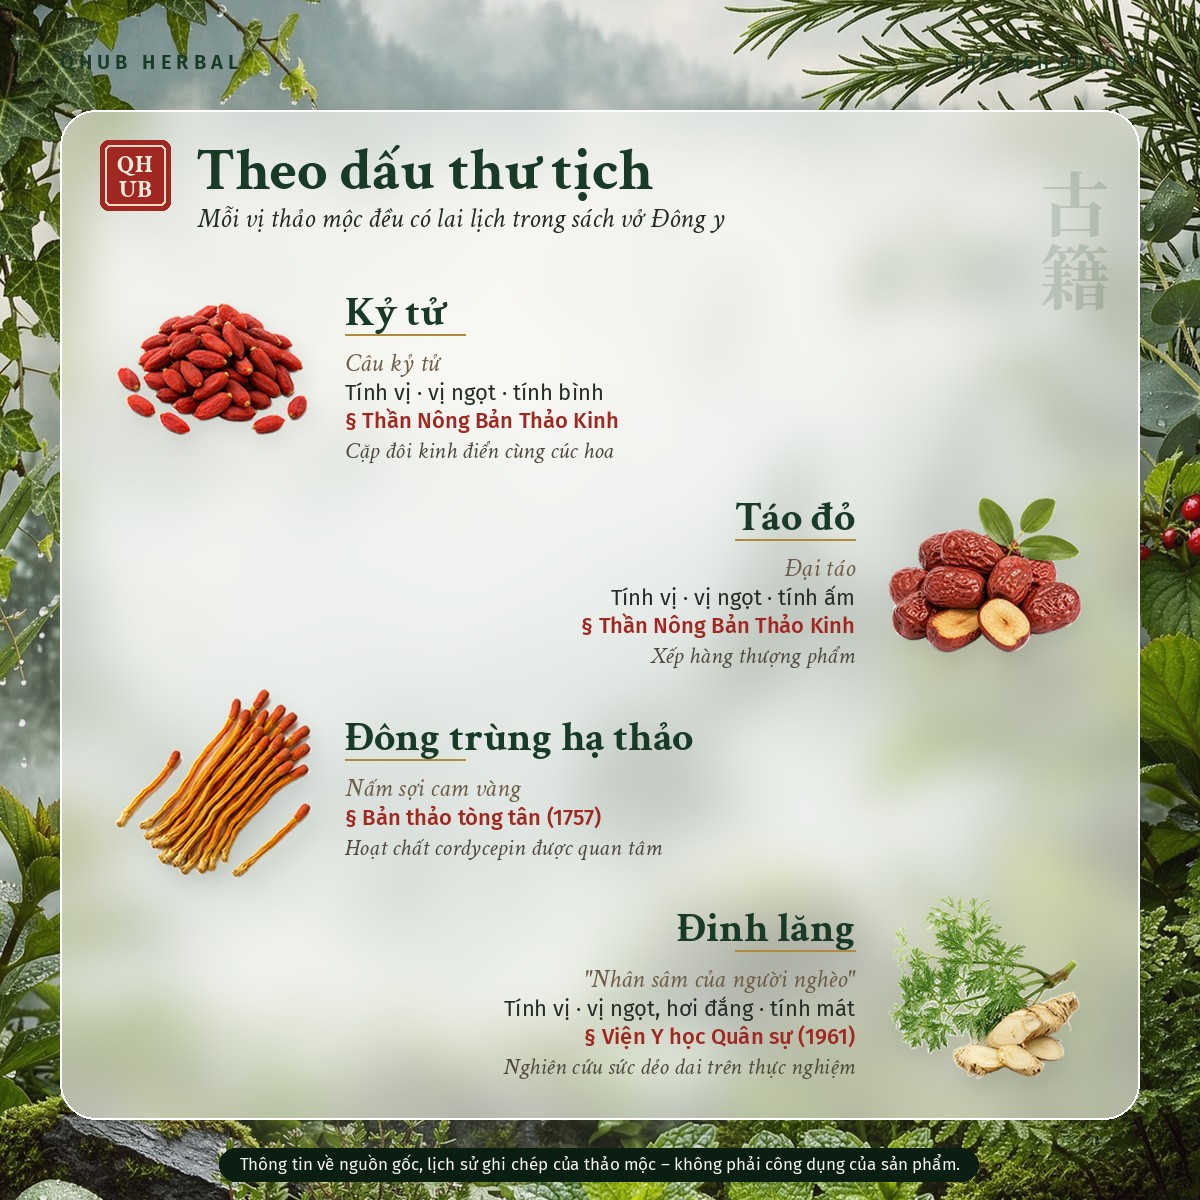 QHUB HERBAL
QH
UB
Theo dấu thư tịch
Mỗi vị thảo mộc đều có lai lịch trong sách vở Đông y
古籍
Kỷ tử
Câu kỷ tử
Tính vị · vị ngọt · tính bình
§ Thần Nông Bản Thảo Kinh
Cặp đôi kinh điển cùng cúc hoa
Táo đỏ
Đại táo
Tính vị · vị ngọt · tính ấm
§ Thần Nông Bản Thảo Kinh
Xếp hàng thượng phẩm
Đông trùng hạ thảo
Nấm sợi cam vàng
§ Bản thảo tòng tân (1757)
Hoạt chất cordycepin được quan tâm
Đinh lăng
"Nhân sâm của người nghèo"
Tính vị · vị ngọt, hơi đắng · tính mát
§ Viện Y học Quân sự (1961)
Nghiên cứu sức dẻo dai trên thực nghiệm
Thông tin về nguồn gốc, lịch sử ghi chép của thảo mộc – không phải công dụng của sản phẩm.